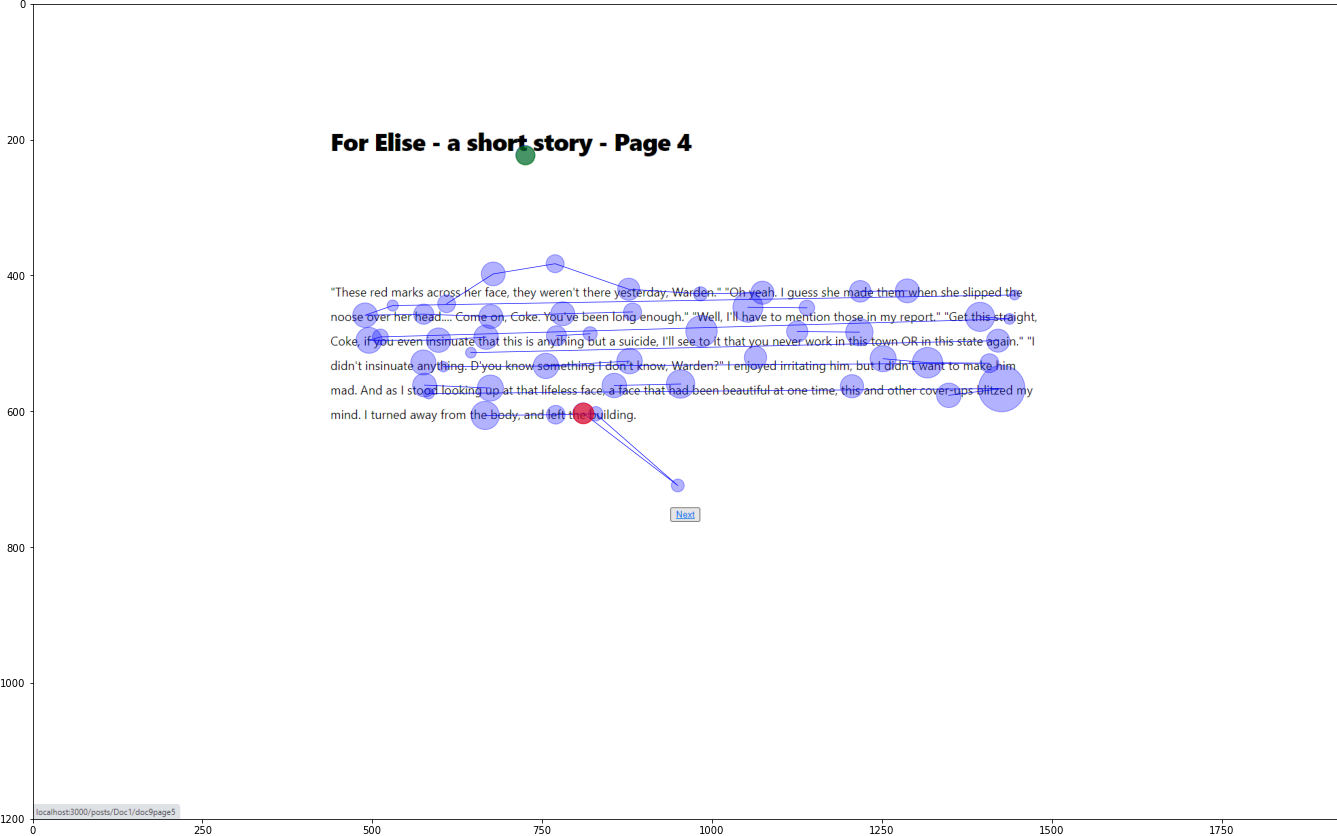 0
200
For Elise - a short story - Page 4
400
"These red marks across her face, they weren't there yesterday, Warden." "Oh yeah. I guess she made them when she slipped the
noose over her head.... Come on, Coke. You've been long enough." "Well, I'll have to mention those in my report." "Get this straight,
Coke, if you even insinuate that this is anything but a suicide, I'll see to it that you never work in this town OR in this state again." "I
didn't insinuate anything. D'you know something I don't know, Warden?" I enjoyed irritating him, but I didn't want to make him
mad. And as I stood looking up at that lifeless face, a face that had been beautiful at one time, this and other cover-ups blitzed my
600
mind. I turned away from the body, and left the building.
Next
800
1000
localhost:3000/posts/Doc1/doc9page5
1200
0 250 500 750 1000 1250 1500 1750